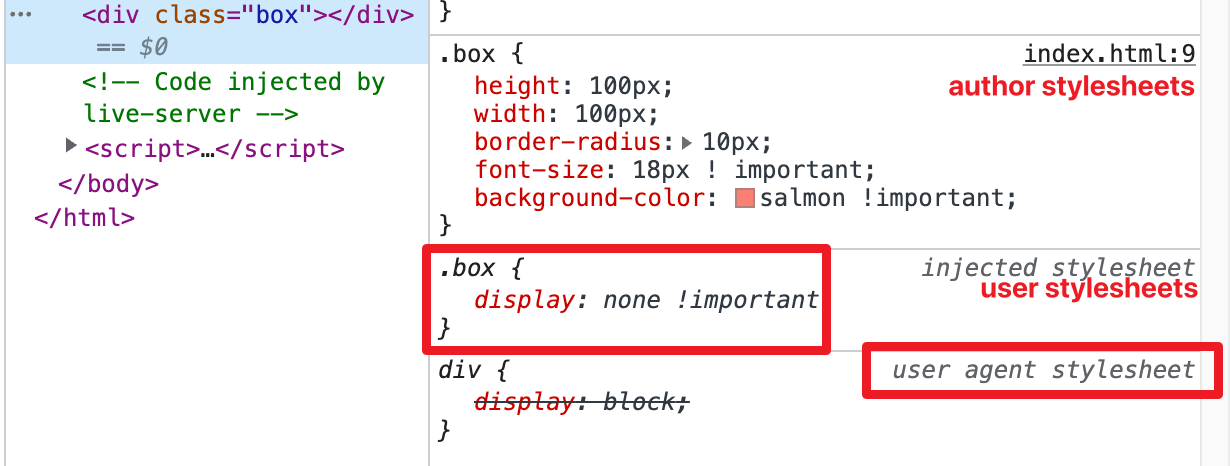 ··· <div class="box"></div>
== $0
<!-- Code injected by
live-server -->
▶ <script>…</script>
</body>
</html>
}
.box {
index.html:9
height: 100px;
author stylesheets
width: 100px;
border-radius: ▶ 10px;
font-size: 18px ! important;
background-color: salmon !important;
}
.box {
injected stylesheet
user stylesheets
display: none !important
}
div {
user agent stylesheet
display: block;
}